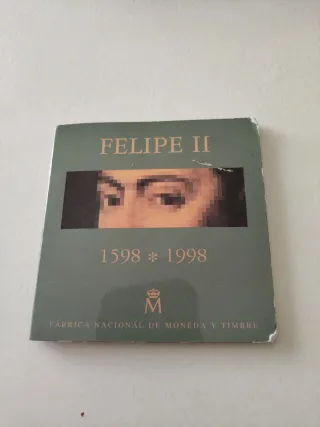 FELIPE II
1598 * 1998
M
FABRICA NACIONAL DE MONEDA Y TIMBRE